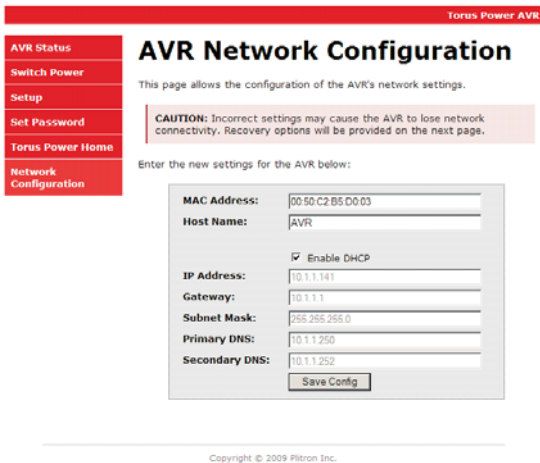 Torus Power AVR
AVR Status
Switch Power
Setup
Set Password
Torus Power Home
Network
Configuration
AVR Network Configuration
This page allows the configuration of the AVR's network settings.
CAUTION: Incorrect settings may cause the AVR to lose network
connectivity. Recovery options will be provided on the next page.
Enter the new settings for the AVR below:
MAC Address: 00:50:C2:B5:D0:03
Host Name: AVR
Enable DHCP
IP Address: 10.1.1.141
Gateway: 10.1.1.1
Subnet Mask: 255.255.255.0
Primary DNS: 10.1.1.250
Secondary DNS: 10.1.1.252
Save Config
Copyright © 2009 Plitron Inc.